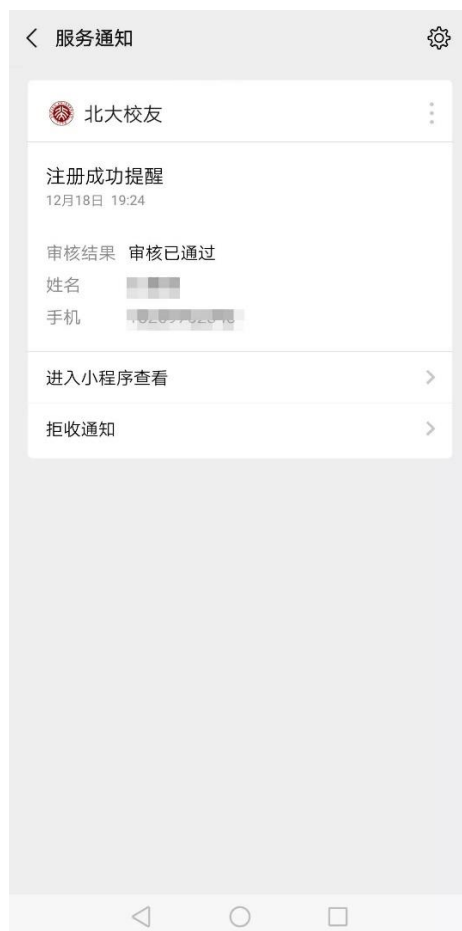 服务通知
北大校友
注册成功提醒
12月18日 19:24
审核结果 审核已通过
姓名
手机
进入小程序查看
拒收通知